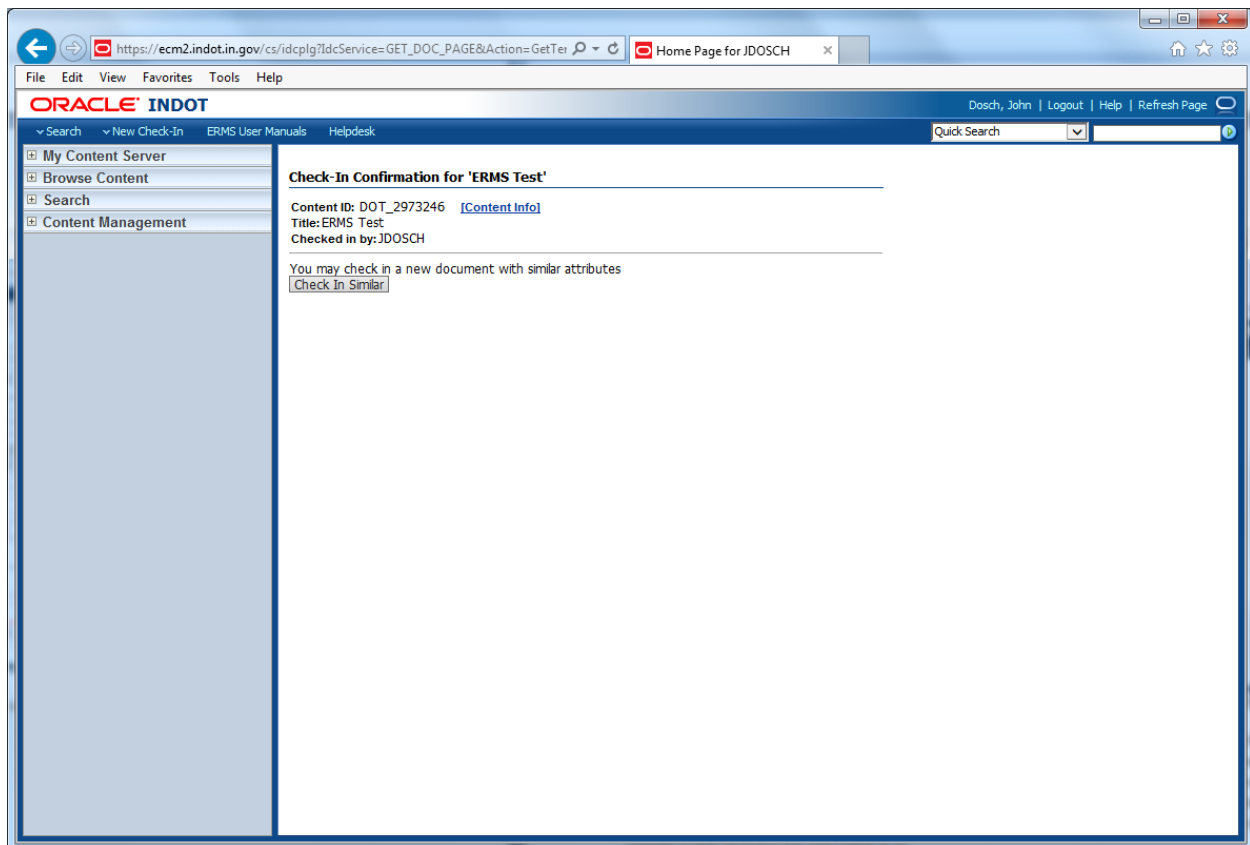 https://ecm2.indot.in.gov/cs/idcplg?IdcService=GET_DOC_PAGE&Action=GetTer
Home Page for JDOSCH
File Edit View Favorites Tools Help
ORACLE INDOT
Dosch, John | Logout | Help | Refresh Page
Search New Check-In ERMS User Manuals Helpdesk
Quick Search
My Content Server
Browse Content
Search
Content Management
Check-In Confirmation for 'ERMS Test'
Content ID: DOT_2973246 [Content Info]
Title: ERMS Test
Checked in by: JDOSCH
You may check in a new document with similar attributes
Check In Similar